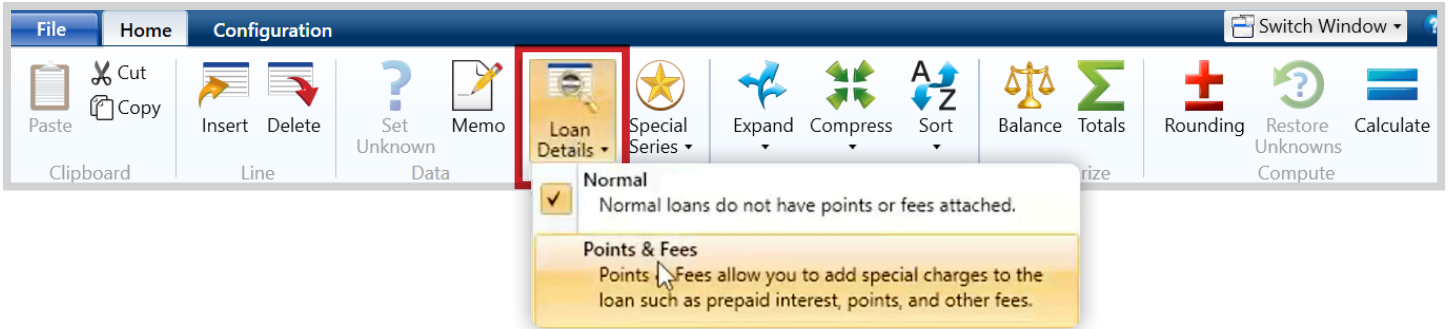 File Home Configuration Switch Window
Cut
Copy
Paste
Insert Delete
Set
Unknown
Memo
Loan
Details
Special
Series
Expand Compress Sort
A
Z
Balance Totals
Rounding
Restore
Unknowns
Calculate
Clipboard Line Data rize Compute
Normal
Normal loans do not have points or fees attached.
Points & Fees
Points & Fees allow you to add special charges to the
loan such as prepaid interest, points, and other fees.